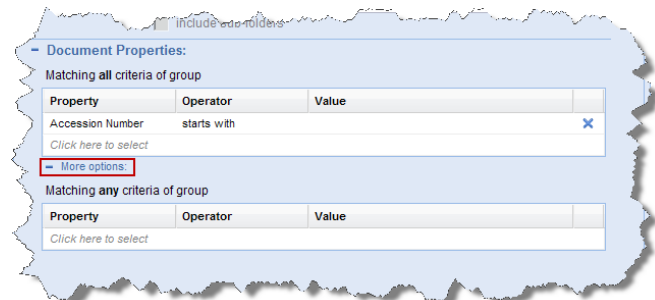 include sub-folders
– Document Properties:
Matching all criteria of group
Property Operator Value
Accession Number starts with
Click here to select
– More options:
Matching any criteria of group
Property Operator Value
Click here to select